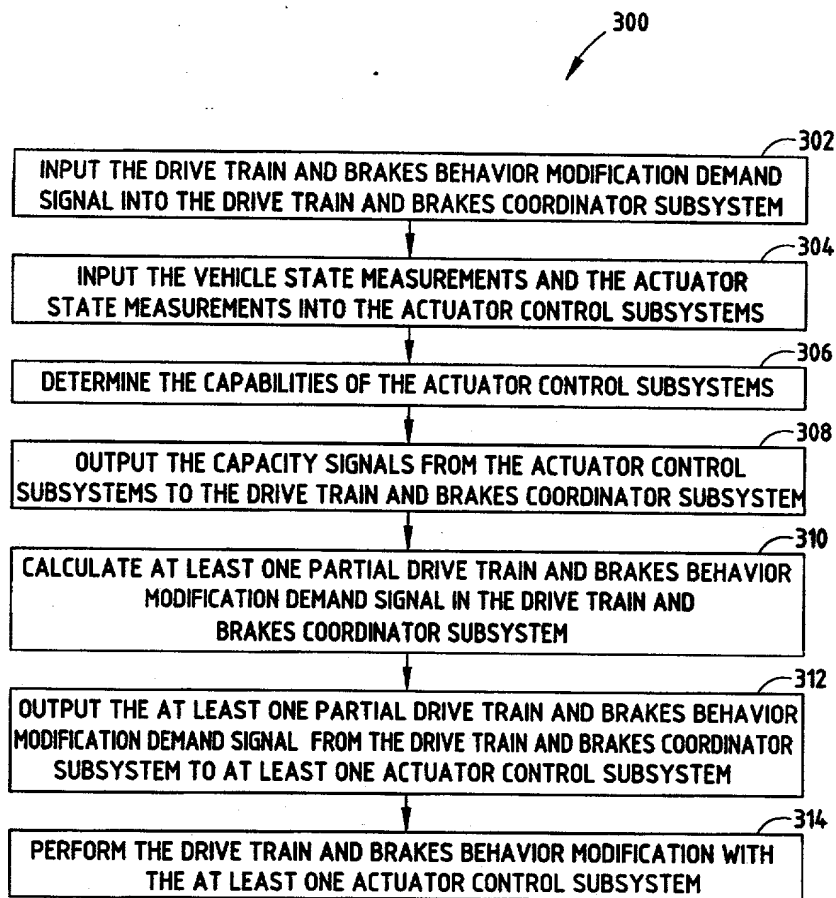 300
302
INPUT THE DRIVE TRAIN AND BRAKES BEHAVIOR MODIFICATION DEMAND
SIGNAL INTO THE DRIVE TRAIN AND BRAKES COORDINATOR SUBSYSTEM
304
INPUT THE VEHICLE STATE MEASUREMENTS AND THE ACTUATOR
STATE MEASUREMENTS INTO THE ACTUATOR CONTROL SUBSYSTEMS
306
DETERMINE THE CAPABILITIES OF THE ACTUATOR CONTROL SUBSYSTEMS
308
OUTPUT THE CAPACITY SIGNALS FROM THE ACTUATOR CONTROL
SUBSYSTEMS TO THE DRIVE TRAIN AND BRAKES COORDINATOR SUBSYSTEM
310
CALCULATE AT LEAST ONE PARTIAL DRIVE TRAIN AND BRAKES BEHAVIOR
MODIFICATION DEMAND SIGNAL IN THE DRIVE TRAIN AND
BRAKES COORDINATOR SUBSYSTEM
312
OUTPUT THE AT LEAST ONE PARTIAL DRIVE TRAIN AND BRAKES BEHAVIOR
MODIFICATION DEMAND SIGNAL FROM THE DRIVE TRAIN AND BRAKES COORDINATOR
SUBSYSTEM TO AT LEAST ONE ACTUATOR CONTROL SUBSYSTEM
314
PERFORM THE DRIVE TRAIN AND BRAKES BEHAVIOR MODIFICATION WITH
THE AT LEAST ONE ACTUATOR CONTROL SUBSYSTEM